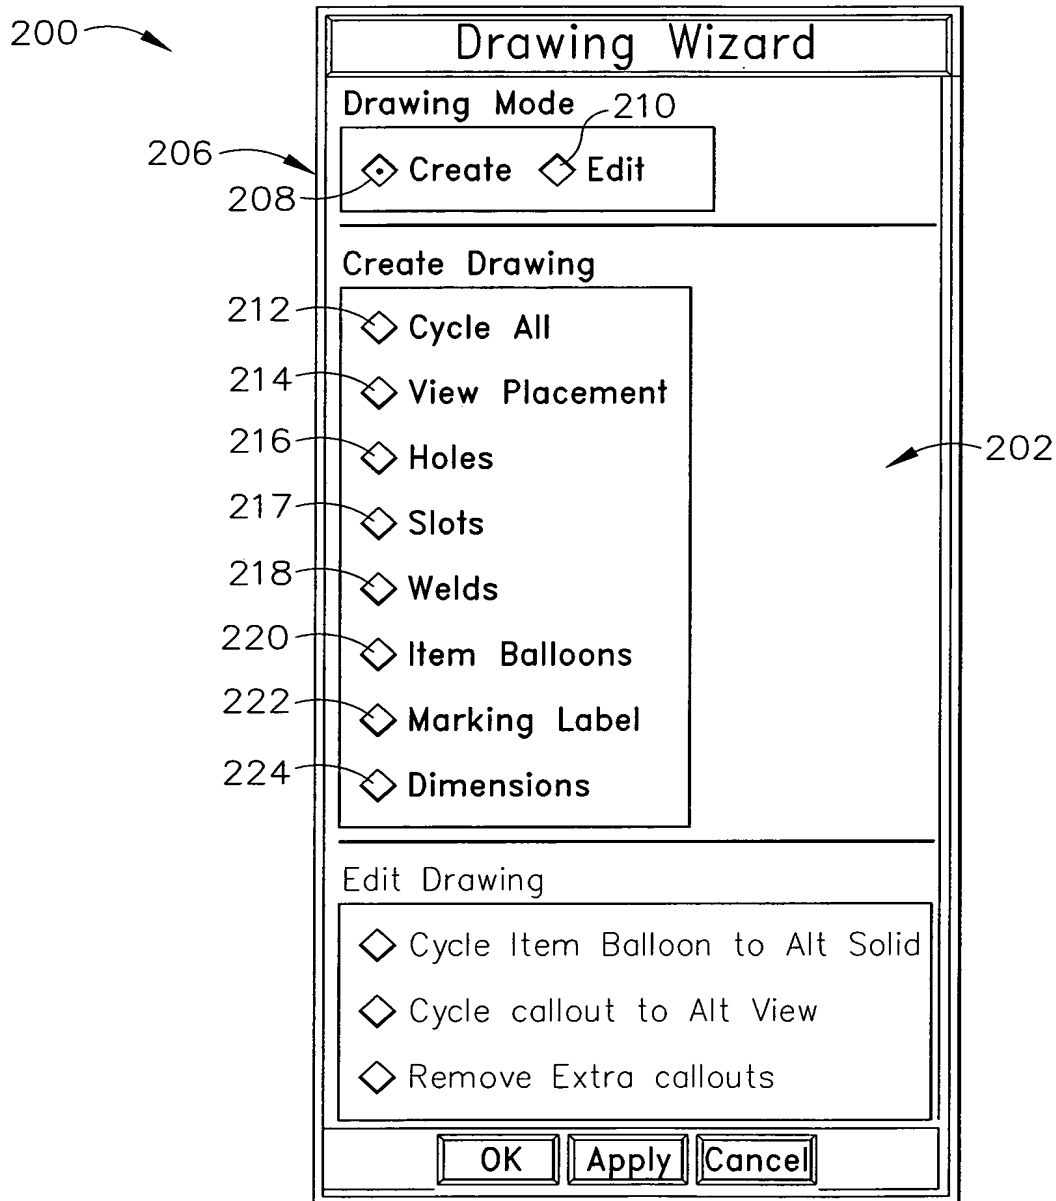 200
Drawing Wizard
Drawing Mode
210
206
208
Create Edit
Create Drawing
212 Cycle All
214 View Placement
216 Holes
202
217 Slots
218 Welds
220 Item Balloons
222 Marking Label
224 Dimensions
Edit Drawing
Cycle Item Balloon to Alt Solid
Cycle callout to Alt View
Remove Extra callouts
OK Apply Cancel